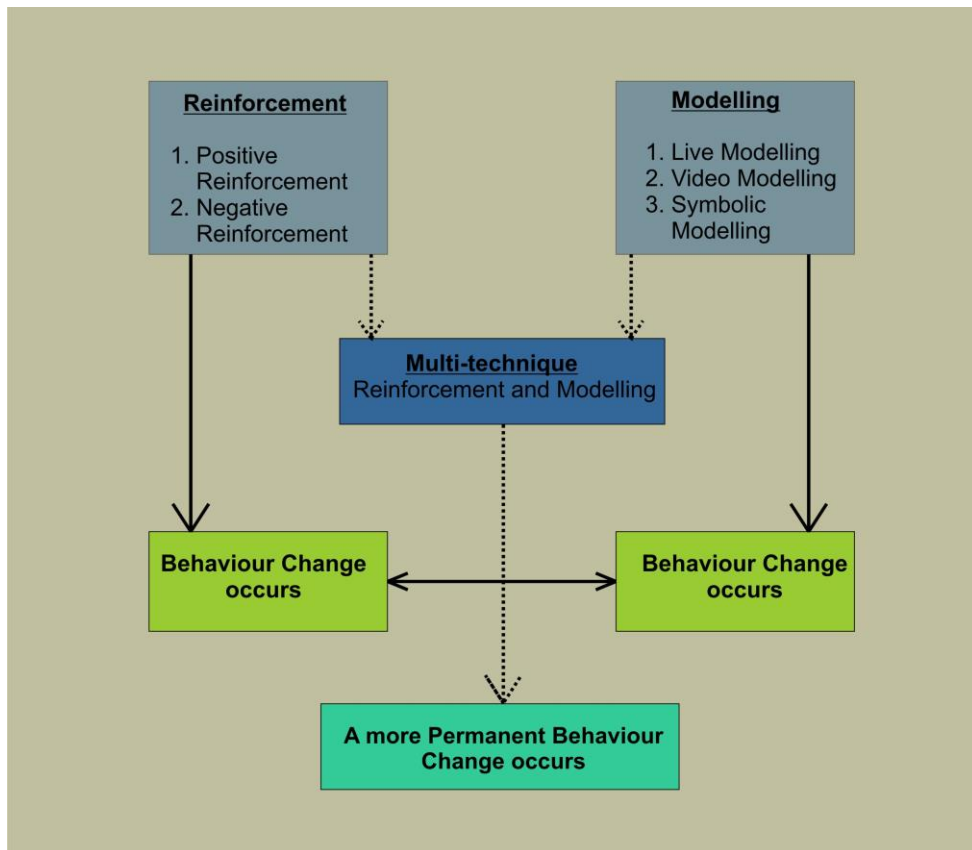 Reinforcement
1. Positive
Reinforcement
2. Negative
Reinforcement
Modelling
1. Live Modelling
2. Video Modelling
3. Symbolic
Modelling
Multi-technique
Reinforcement and Modelling
Behaviour Change
occurs
Behaviour Change
occurs
A more Permanent Behaviour
Change occurs